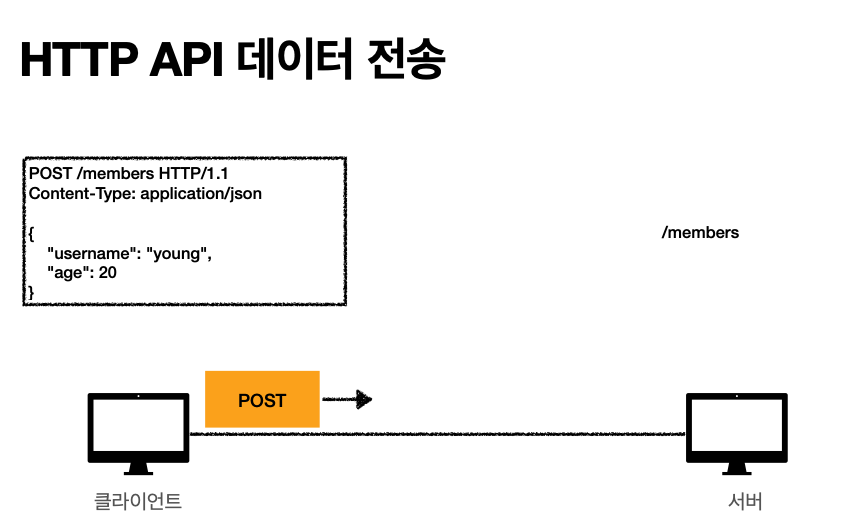 HTTP API 데이터 전송
POST /members HTTP/1.1
Content-Type: application/json
{
"username": "young",
"age": 20
}
/members
POST
클라이언트
서버